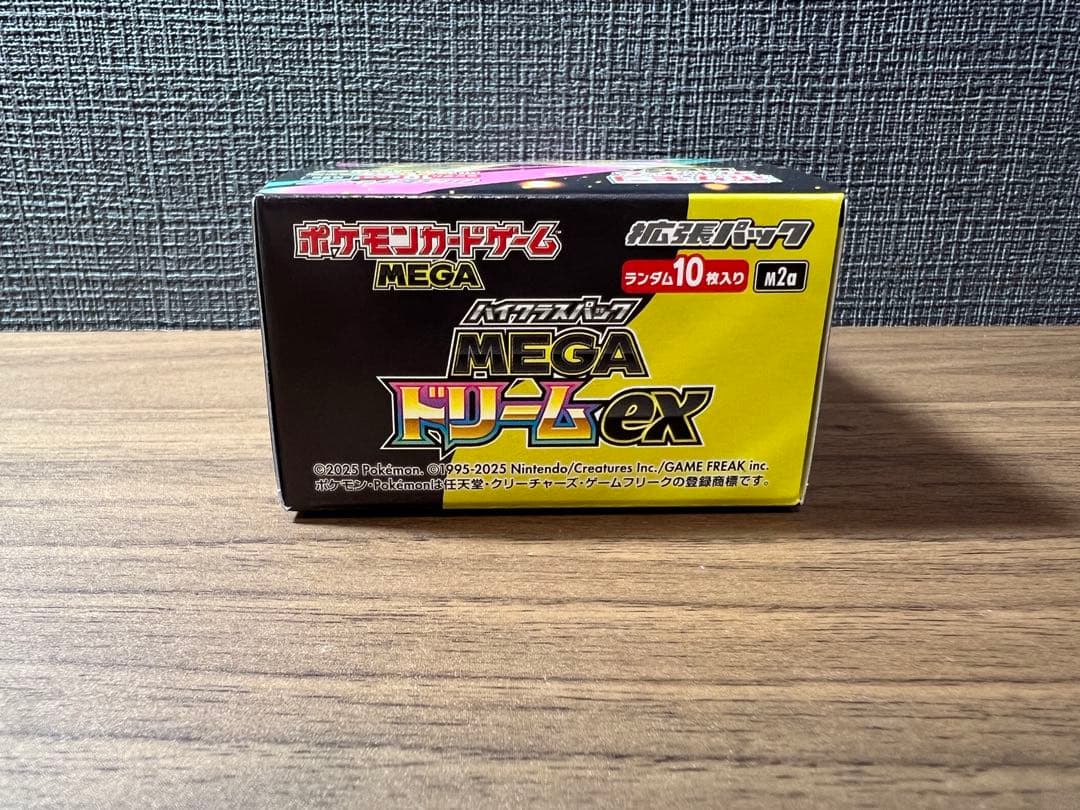 ポケモンカードゲーム
MEGA
拡張パック
ランダム10枚入り
M2a
ハイクラスパック
MEGA
ドリームex
©2025 Pokémon. ©1995-2025 Nintendo/Creatures Inc./GAME FREAK inc.
ポケモン・Pokémonは任天堂・クリーチャーズ・ゲームフリークの登録商標です。